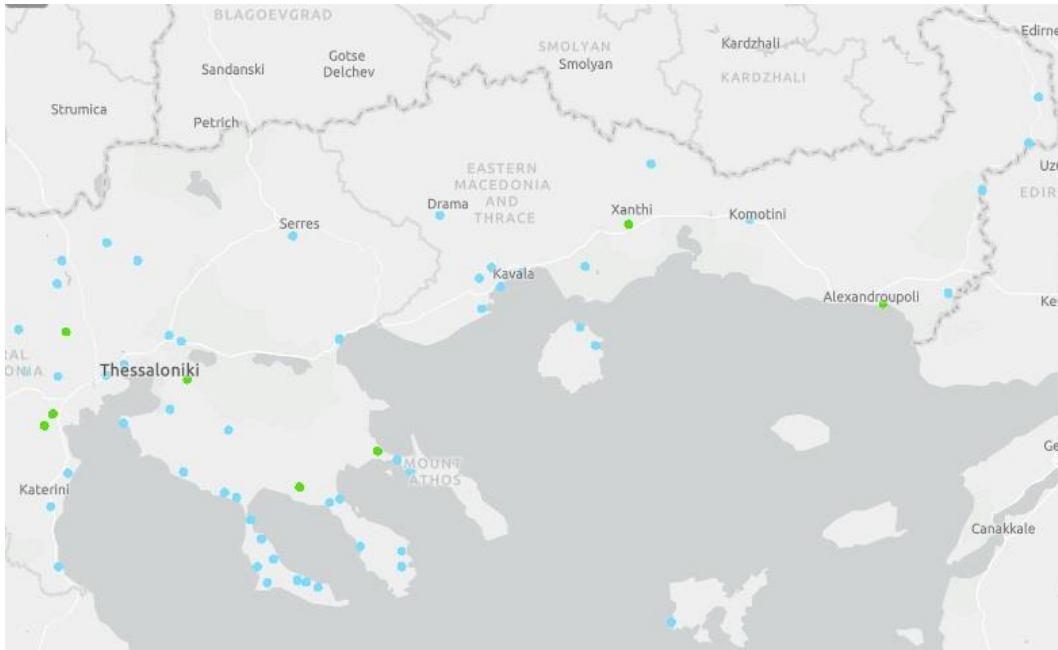 BLAGOEVGRAD
Edirne
SMOLYAN
Kardzhali
Gotse
Delchev
Sandanski
Smolyan
KARDZHALI
Strumica
Petrich
EASTERN
MACEDONIA
AND
THRACE
EDIR
Drama
Xanthi
Komotini
Serres
Kavala
Alexandroupoli
Ke
RAL
ONIA
Thessaloniki
MOUNT
ATHOS
Ge
Katerini
Canakkale